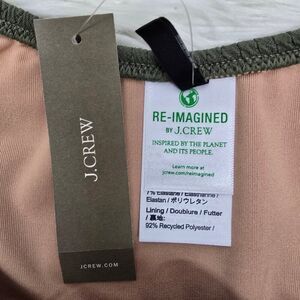 J.CREW
JCREW.COM
RE-IMAGINED
BY J.CREW
INSPIRED BY THE PLANET
AND ITS PEOPLE.
Learn more at
jcrew.com/reimagined
Elastan / ポリウレタン
Lining / Doublure / Futter
/ 裏地:
92% Recycled Polyester /